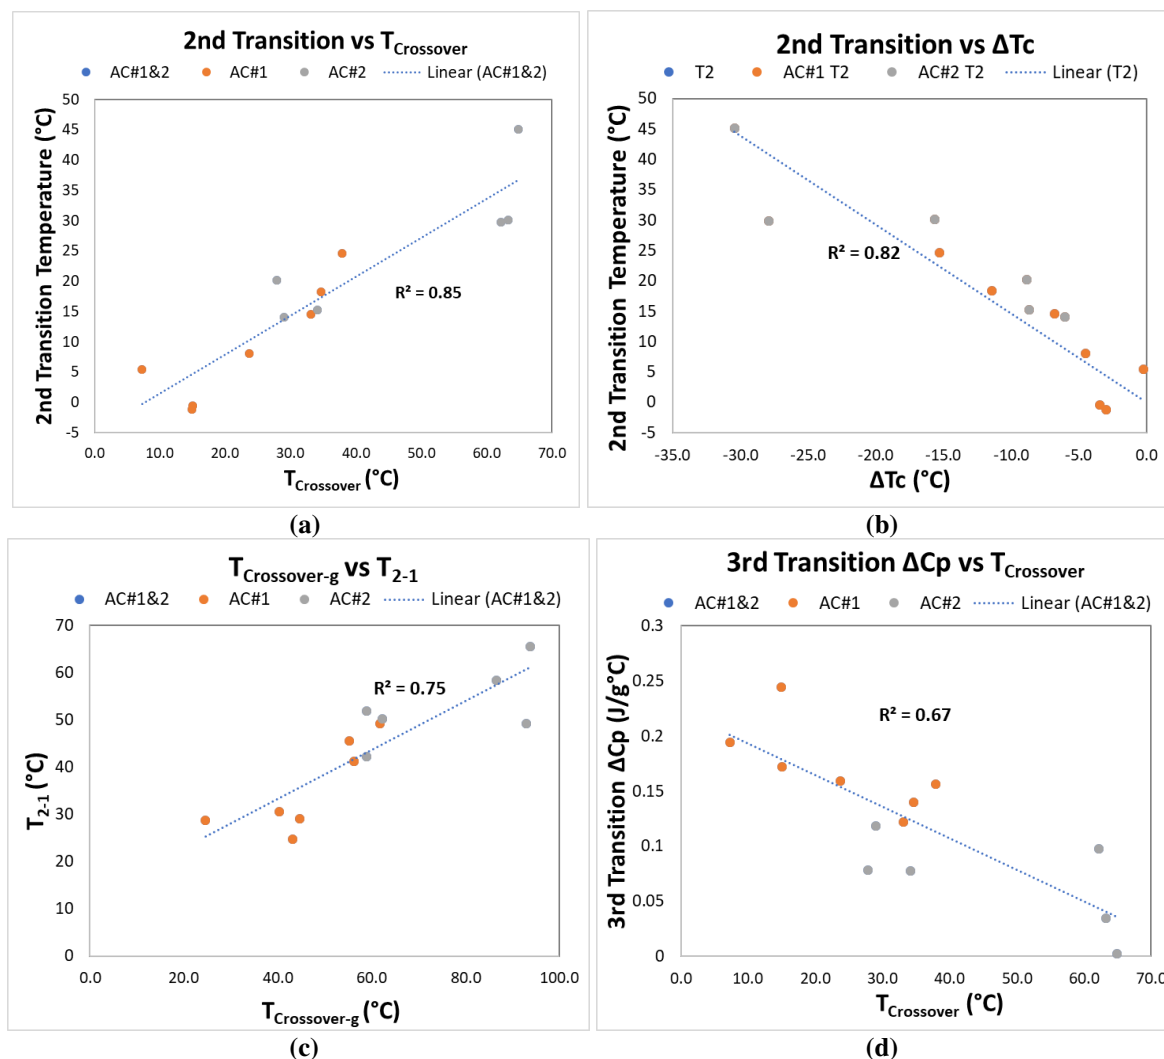 2nd Transition vs TCrossover
AC#1&2 AC#1 AC#2 Linear (AC#1&2)
50
45
40
35
30
25
20
15
10
5
0
-5
2nd Transition Temperature (°C)
R² = 0.85
0.0 10.0 20.0 30.0 40.0 50.0 60.0 70.0
TCrossover (°C)
(a)
2nd Transition vs ΔTc
T2 AC#1 T2 AC#2 T2 Linear (T2)
50
45
40
35
30
25
20
15
10
5
0
-5
2nd Transition Temperature (°C)
R² = 0.82
-35.0 -30.0 -25.0 -20.0 -15.0 -10.0 -5.0 0.0
ΔTc (°C)
(b)
TCrossover-g vs T2-1
AC#1&2 AC#1 AC#2 Linear (AC#1&2)
70
60
50
40
30
20
10
0
T2-1 (°C)
R² = 0.75
0.0 20.0 40.0 60.0 80.0 100.0
TCrossover-g (°C)
(c)
3rd Transition ΔCp vs TCrossover
AC#1&2 AC#1 AC#2 Linear (AC#1&2)
0.3
0.25
0.2
0.15
0.1
0.05
0
3rd Transition ΔCp (J/g°C)
R² = 0.67
0.0 10.0 20.0 30.0 40.0 50.0 60.0 70.0
TCrossover (°C)
(d)